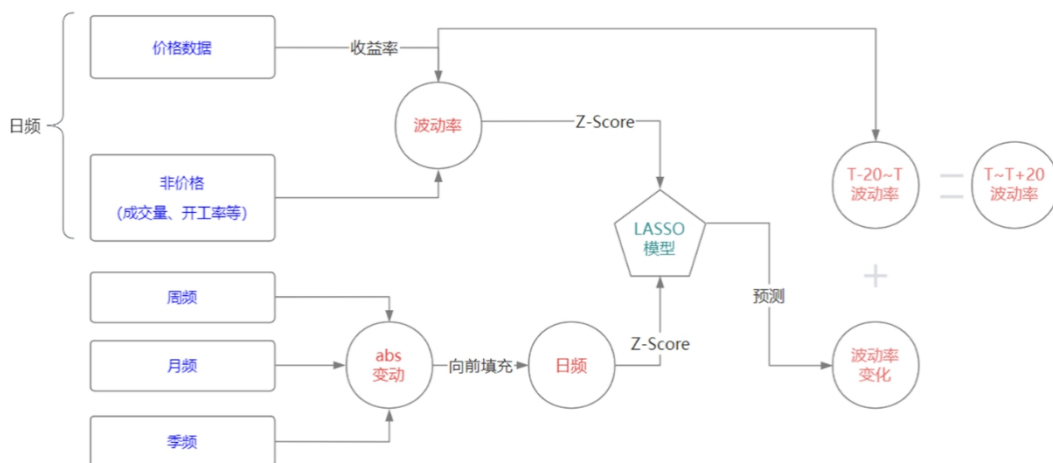 日频
价格数据
收益率
波动率
Z-Score
非价格
（成交量、开工率等）
LASSO
模型
T-20~T
波动率
=
T~T+20
波动率
+
预测
周频
月频
季频
abs
变动
向前填充
日频
Z-Score
波动率
变化